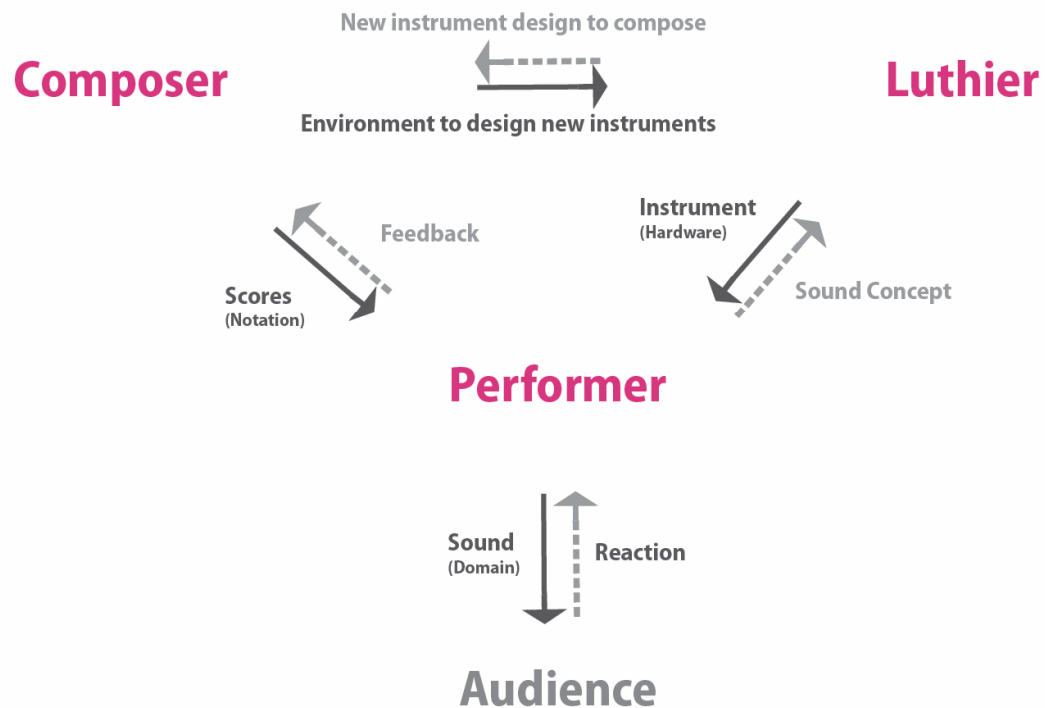 New instrument design to compose
Composer
Luthier
Environment to design new instruments
Instrument
(Hardware)
Feedback
Sound Concept
Scores
(Notation)
Performer
Sound
(Domain)
Reaction
Audience